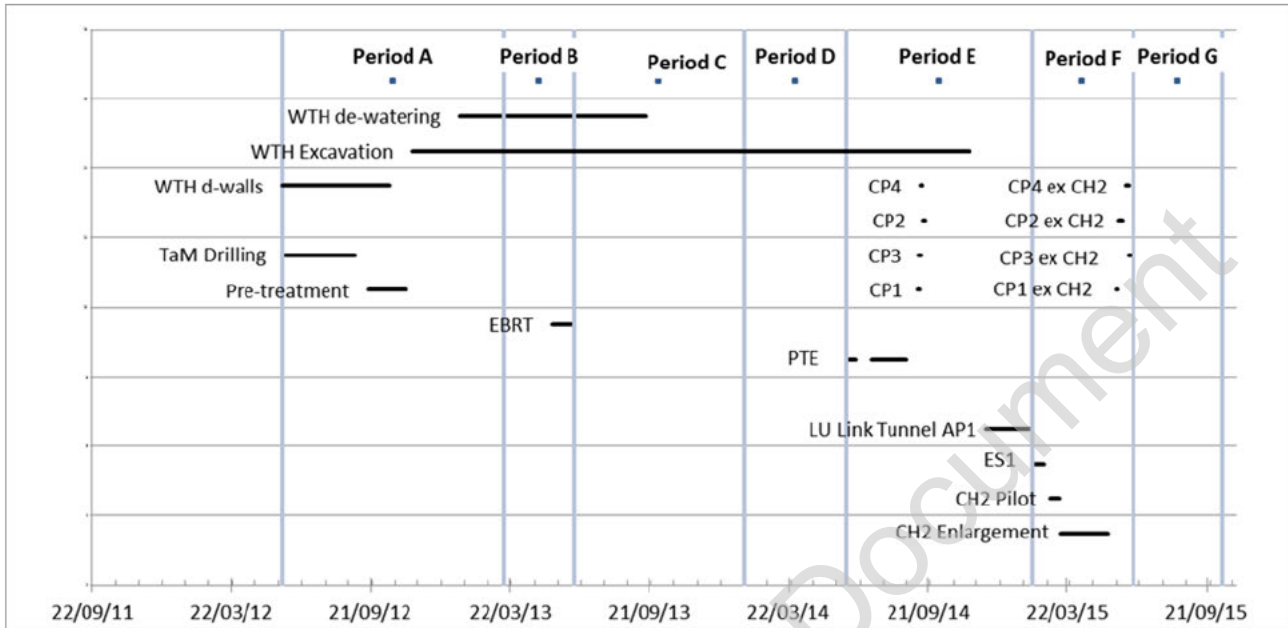 Period A
Period B
Period C
Period D
Period E
Period F
Period G
WTH de-watering
WTH Excavation
WTH d-walls
CP4
CP4 ex CH2
CP2
CP2 ex CH2
TaM Drilling
CP3
CP3 ex CH2
Pre-treatment
CP1
CP1 ex CH2
EBRT
PTE
LU Link Tunnel AP1
ES1
CH2 Pilot
CH2 Enlargement
22/09/11
22/03/12
21/09/12
22/03/13
21/09/13
22/03/14
21/09/14
22/03/15
21/09/15
Document